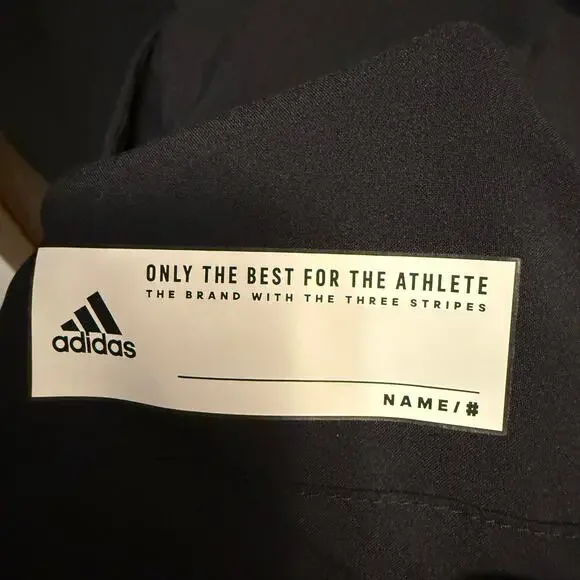 ONLY THE BEST FOR THE ATHLETE
THE BRAND WITH THE THREE STRIPES
adidas
NAME/#